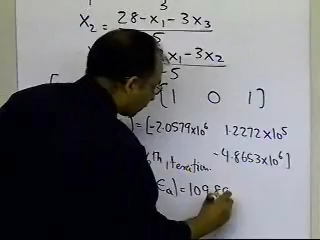 3
X₂ = 28 - x₁ - 3x₃
5
x₁ - 3x₂
-5
[ 1 0 1 ]
) = [-2.0579×10⁶ 1.2272×10⁵
-4.8653×10⁶ ]
th iteration.
∈a| = 109.8